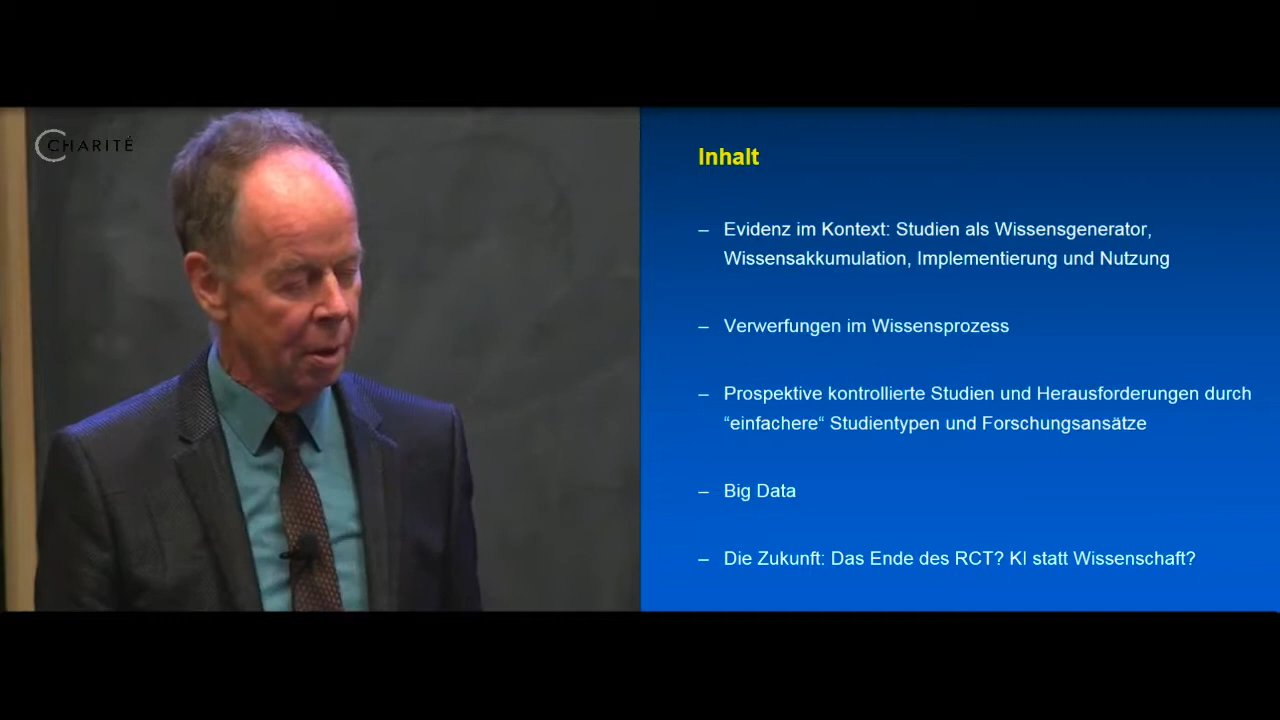 CHARITÉ
Inhalt
– Evidenz im Kontext: Studien als Wissensgenerator,
Wissensakkumulation, Implementierung und Nutzung
– Verwerfungen im Wissensprozess
– Prospektive kontrollierte Studien und Herausforderungen durch
“einfachere“ Studientypen und Forschungsansätze
– Big Data
– Die Zukunft: Das Ende des RCT? KI statt Wissenschaft?